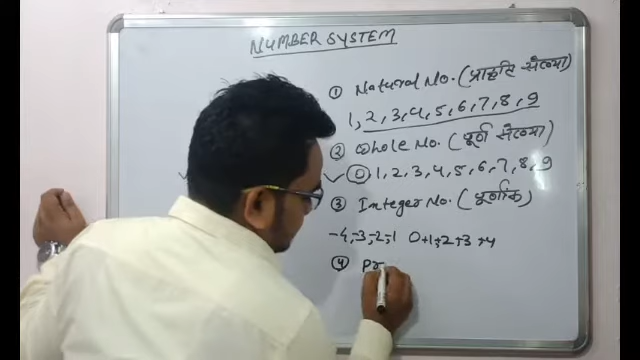 NUMBER SYSTEM
① Natural No. (प्राकृति संख्या)
1, 2, 3, 4, 5, 6, 7, 8, 9
② Whole No. (पूर्ण संख्या)
0 1, 2, 3, 4, 5, 6, 7, 8, 9
③ Integer No. (पूर्णांक)
-4, -3, -2, -1 0 +1, +2, +3, +4
④ Pr